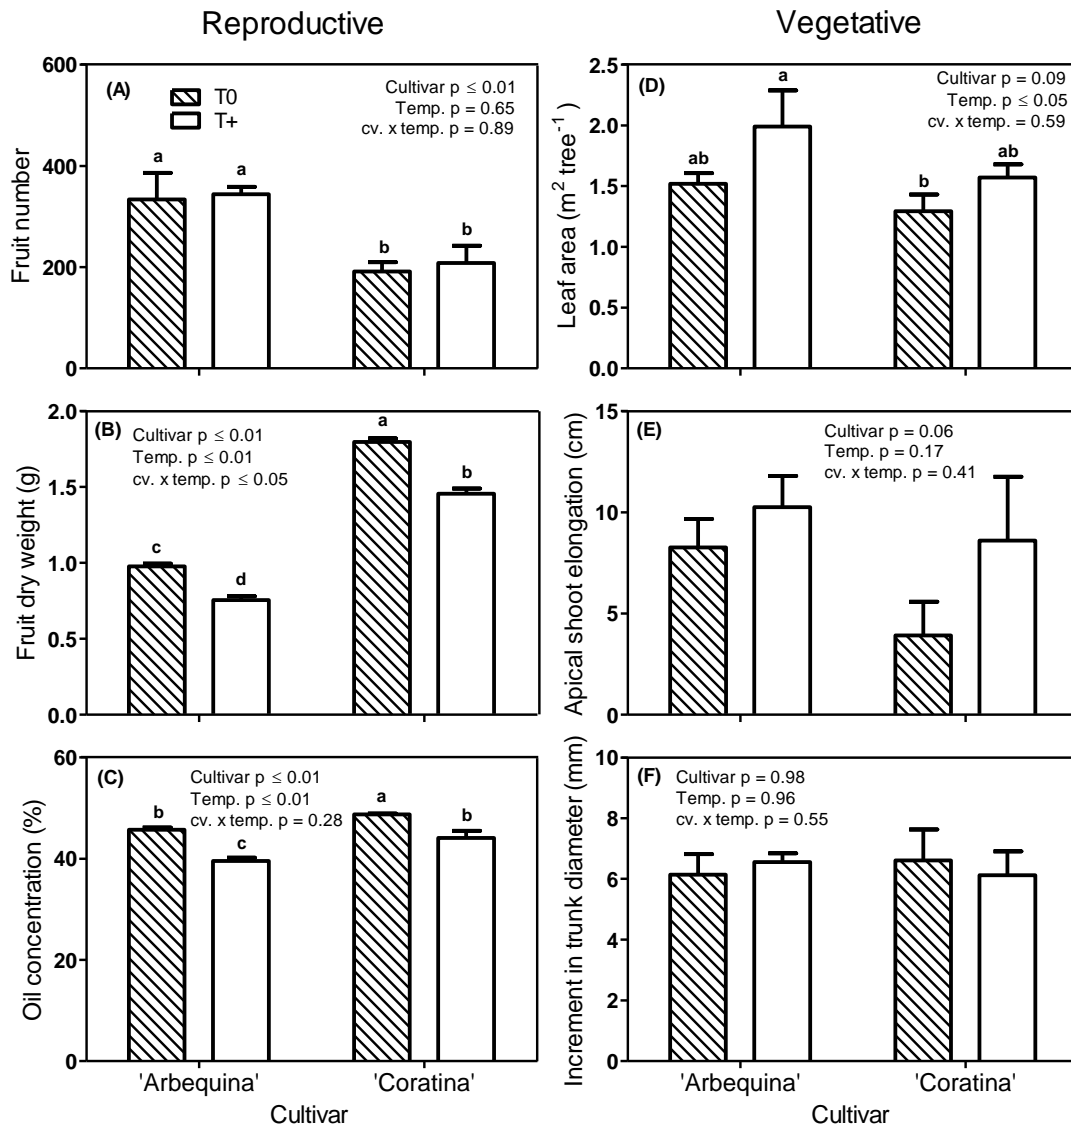 Reproductive
Vegetative
(A)
T0
T+
Cultivar p ≤ 0.01
Temp. p = 0.65
cv. x temp. p = 0.89
a
a
b
b
600
400
200
0
Fruit number
(D)
Cultivar p = 0.09
Temp. p ≤ 0.05
cv. x temp. = 0.59
ab
a
b
ab
2.5
2.0
1.5
1.0
0.5
0.0
Leaf area (m² tree⁻¹)
(B)
Cultivar p ≤ 0.01
Temp. p ≤ 0.01
cv. x temp. p ≤ 0.05
c
d
a
b
2.0
1.5
1.0
0.5
0.0
Fruit dry weight (g)
(E)
Cultivar p = 0.06
Temp. p = 0.17
cv. x temp. p = 0.41
15
10
5
0
Apical shoot elongation (cm)
(C)
Cultivar p ≤ 0.01
Temp. p ≤ 0.01
cv. x temp. p = 0.28
b
c
a
b
60
40
20
0
Oil concentration (%)
'Arbequina'
'Coratina'
Cultivar
(F)
Cultivar p = 0.98
Temp. p = 0.96
cv. x temp. p = 0.55
10
8
6
4
2
0
Increment in trunk diameter (mm)
'Arbequina'
'Coratina'
Cultivar